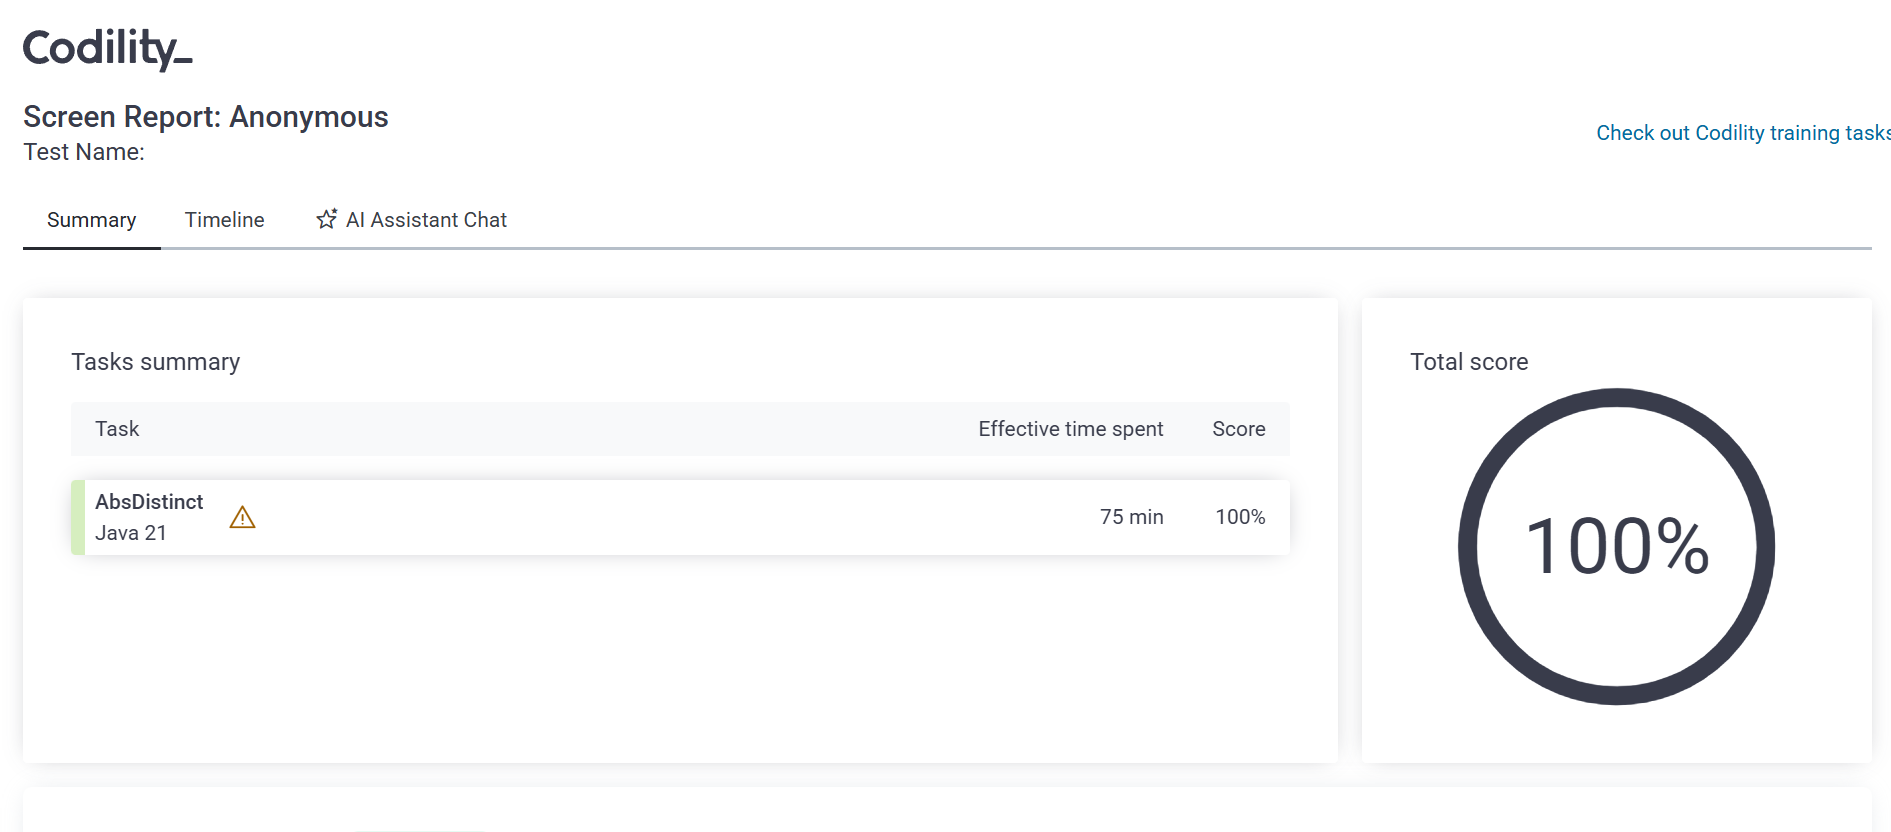 Codility_
Screen Report: Anonymous
Test Name:
Check out Codility training tasks
Summary
Timeline
AI Assistant Chat
Tasks summary
Task
Effective time spent
Score
AbsDistinct
Java 21
75 min
100%
Total score
100%